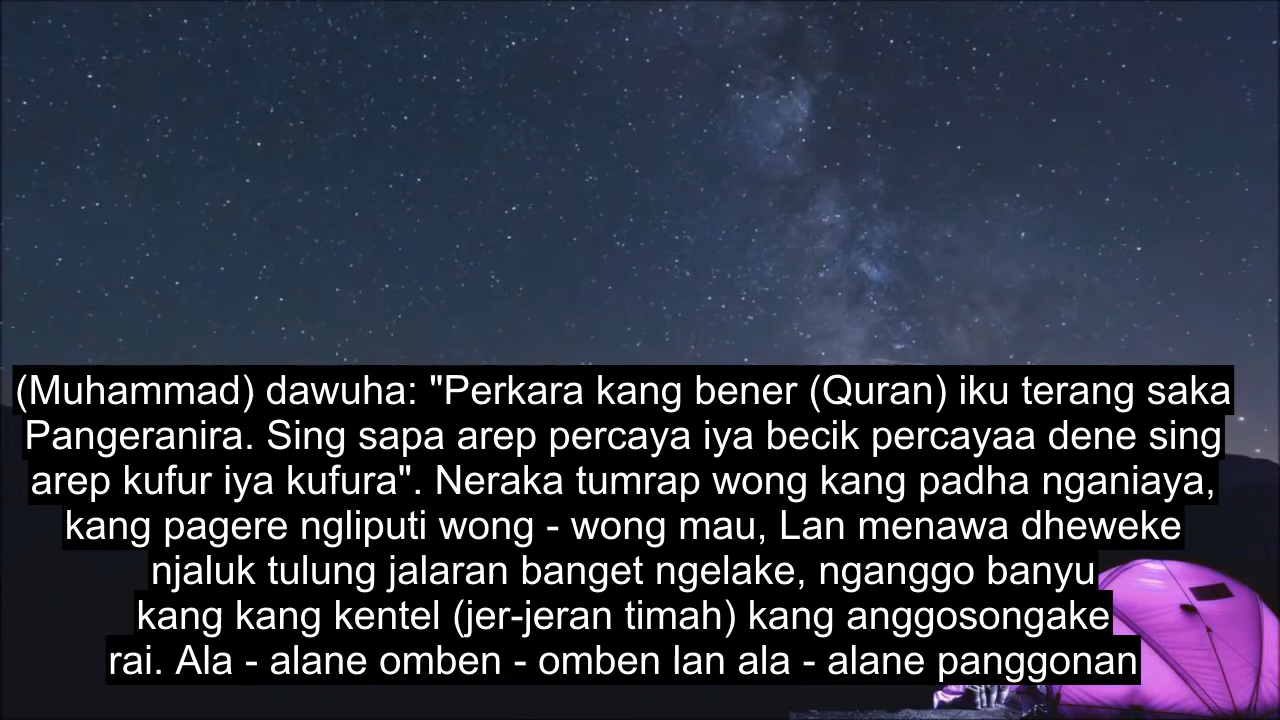 (Muhammad) dawuha: "Perkara kang bener (Quran) iku terang saka
Pangeranira. Sing sapa arep percaya iya becik percayaa dene sing
arep kufur iya kufura". Neraka tumrap wong kang padha nganiaya,
kang pagere ngliputi wong - wong mau, Lan menawa dheweke
njaluk tulung jalaran banget ngelake, nganggo banyu
kang kang kentel (jer-jeran timah) kang anggosongake
rai. Ala - alane omben - omben lan ala - alane panggonan